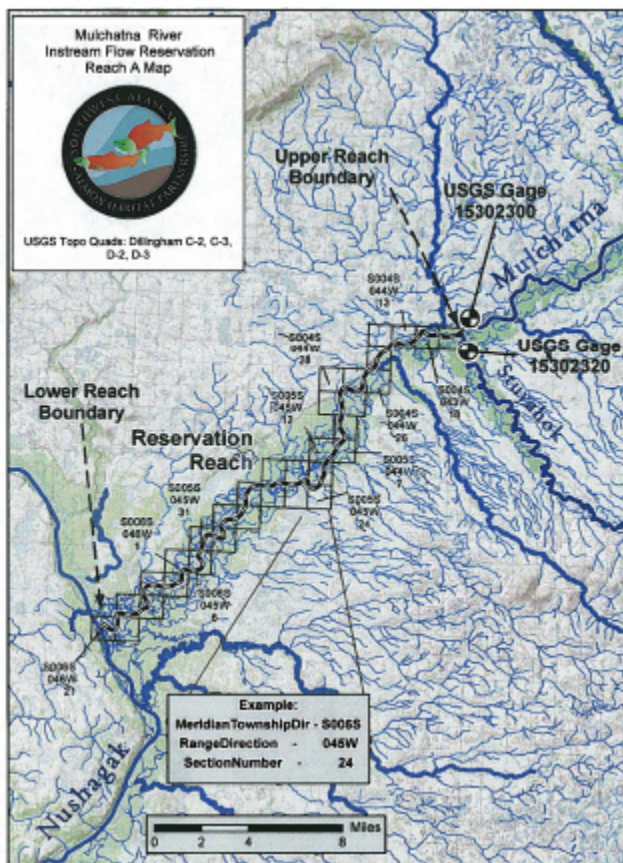 Mulchatna River
Instream Flow Reservation
Reach A Map
SOUTHWEST ALASKA
SALMON HABITAT PARTNERSHIP
USGS Topo Quads: Dillingham C-2, C-3,
D-2, D-3
Upper Reach
Boundary
USGS Gage
15302300
Mulchatna
S004S
044W
13
USGS Gage
15302320
S004S
044W
28
Stuyahok
S004S
043W
18
Lower Reach
Boundary
S005S
045W
12
S004S
044W
Reservation
Reach
S005S
044W
7
S005S
045W
31
S005S
045W
24
S006S
046W
1
S006S
045W
6
S006S
046W
21
Example:
MeridianTownshipDir - S006S
RangeDirection - 045W
SectionNumber - 24
Nushagak
0 2 4 8 Miles